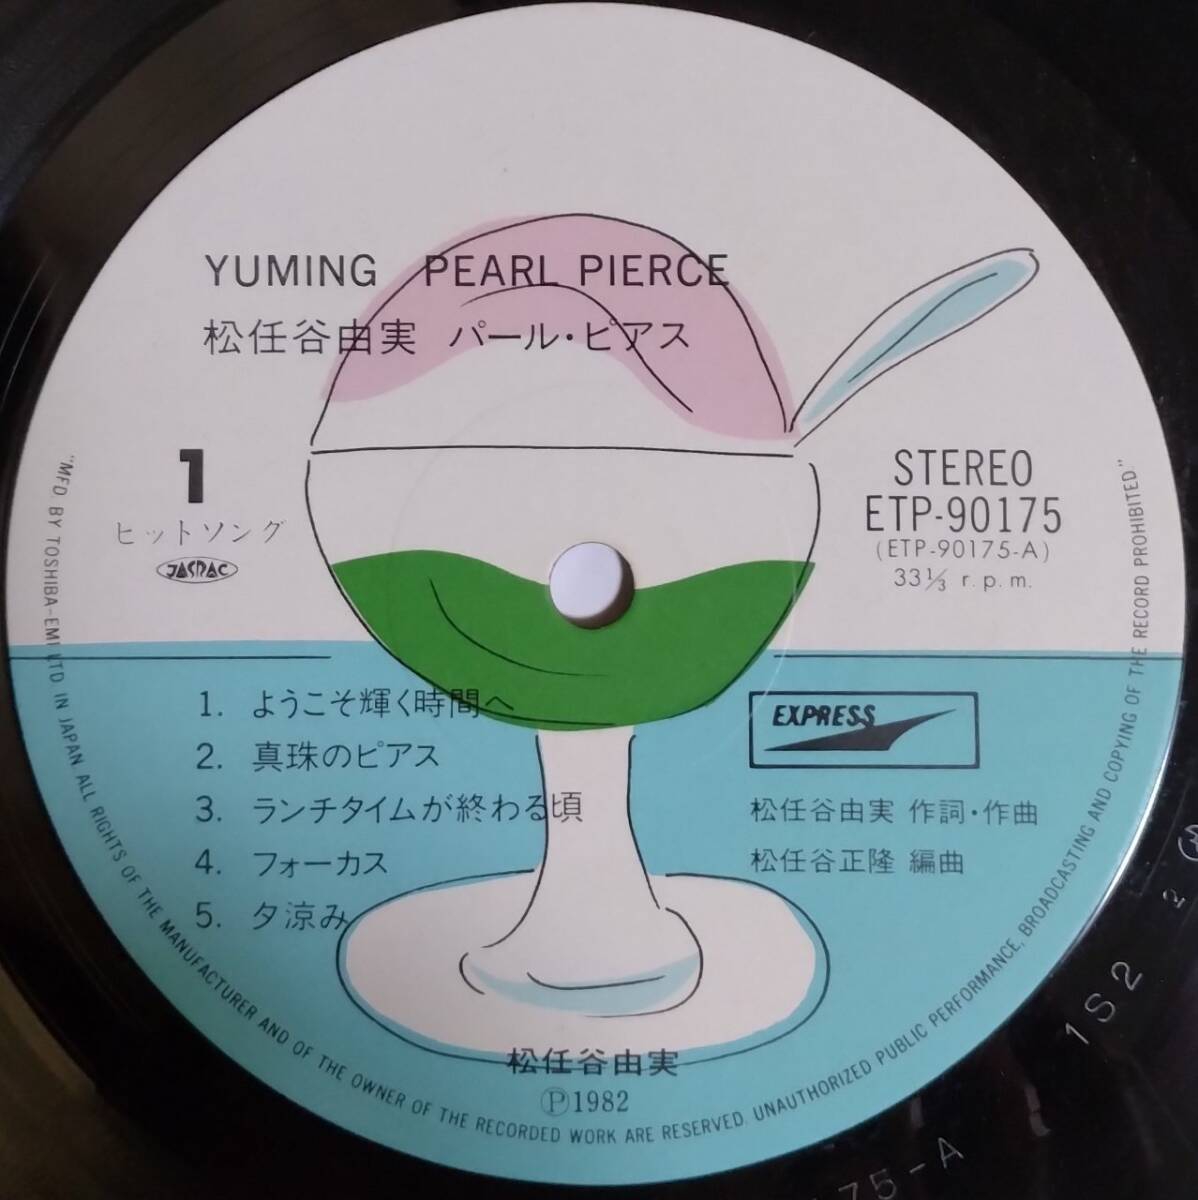 YUMING PEARL PIERCE
松任谷由実 パール・ピアス
1
ヒットソング
JASRAC
STEREO
ETP-90175
(ETP-90175-A)
33⅓ r.p.m.
1. ようこそ輝く時間へ
2. 真珠のピアス
3. ランチタイムが終わる頃
4. フォーカス
5. 夕涼み
EXPRESS
松任谷由実 作詞・作曲
松任谷正隆 編曲
松任谷由実
Ⓟ1982
"MFD. BY TOSHIBA-EMI LTD. IN JAPAN ALL RIGHTS OF THE MANUFACTURER AND OF THE OWNER OF THE RECORDED WORK ARE RESERVED. UNAUTHORIZED PUBLIC PERFORMANCE, BROADCASTING AND COPYING OF THE RECORD PROHIBITED."
1S2
2
75-A